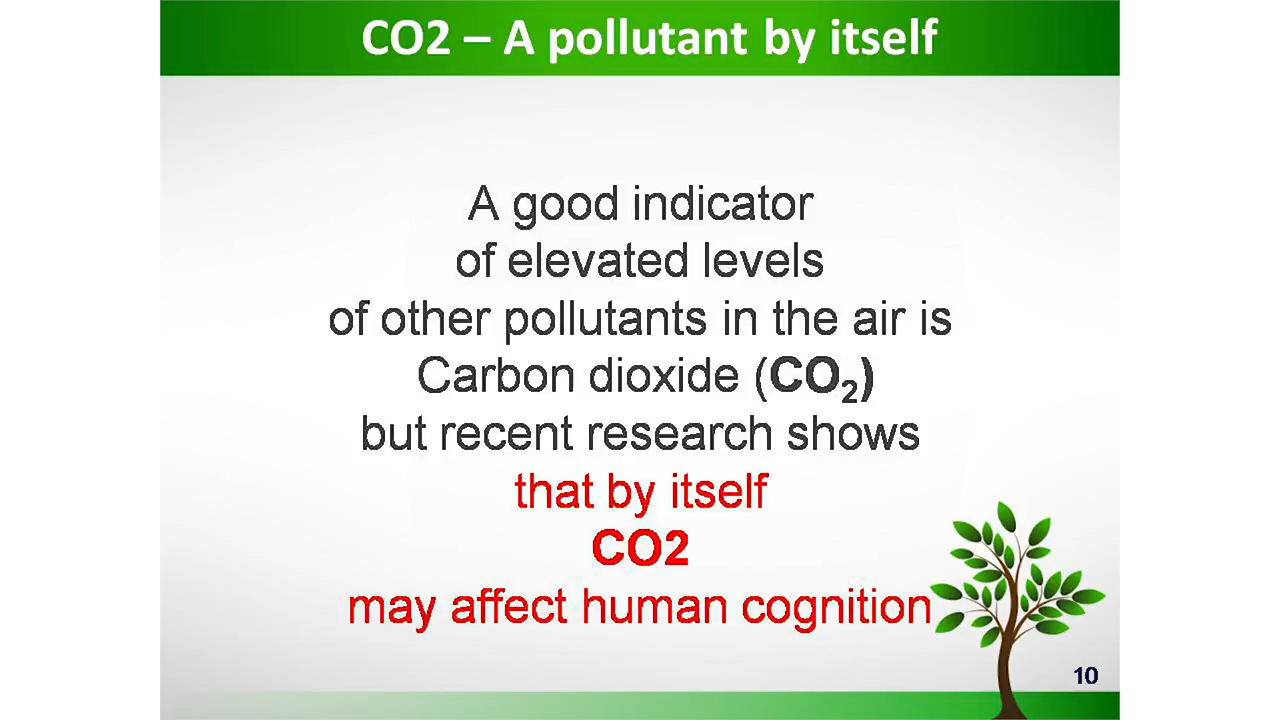 CO2 – A pollutant by itself
A good indicator
of elevated levels
of other pollutants in the air is
Carbon dioxide (CO₂)
but recent research shows
that by itself
CO2
may affect human cognition
10